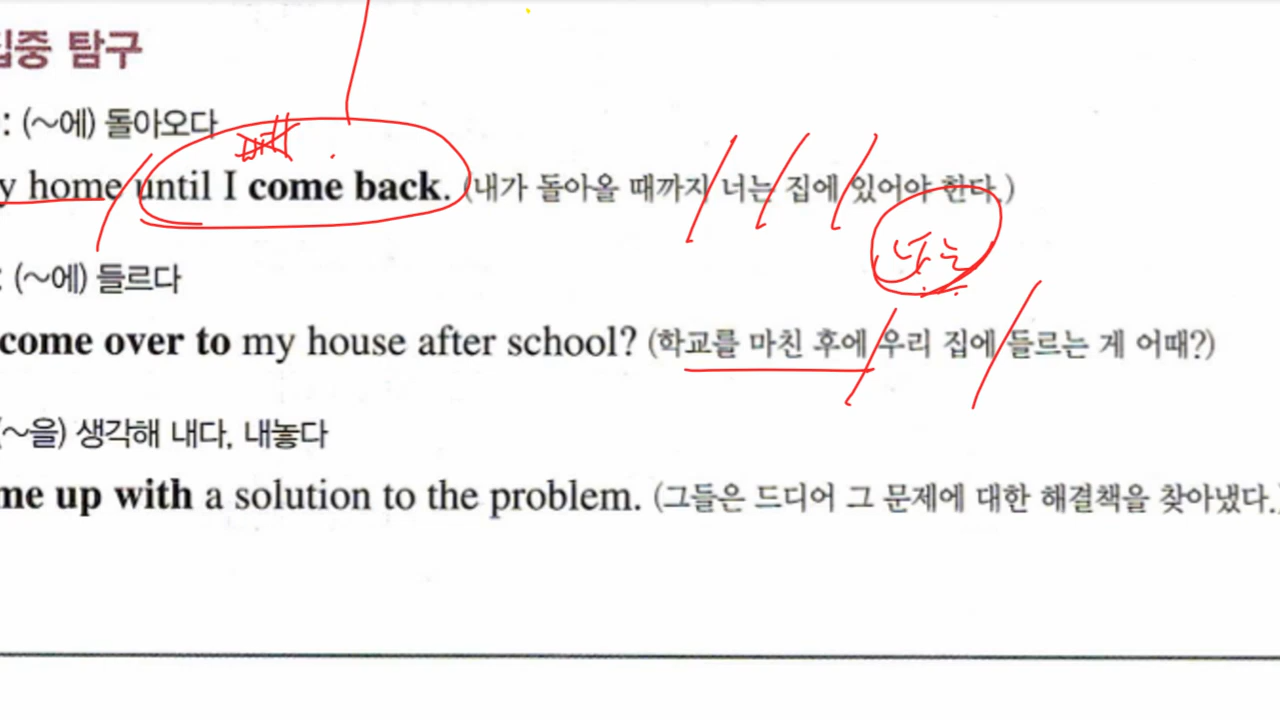 집중 탐구
: (~에) 돌아오다
y home until I come back. (내가 돌아올 때까지 너는 집에 있어야 한다.)
나는
: (~에) 들르다
come over to my house after school? (학교를 마친 후에 우리 집에 들르는 게 어때?)
(~을) 생각해 내다, 내놓다
me up with a solution to the problem. (그들은 드디어 그 문제에 대한 해결책을 찾아냈다.)